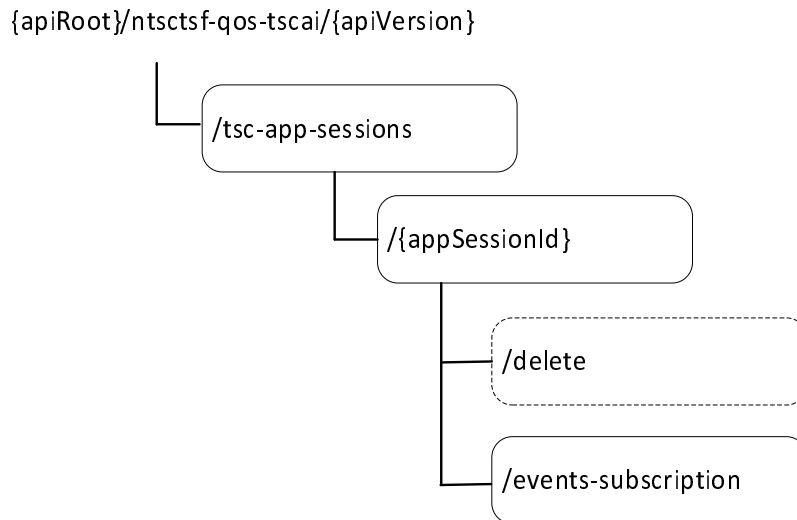 {apiRoot}/ntsctsf-qos-tscai/{apiVersion}
/tsc-app-sessions
/{appSessionId}
/delete
/events-subscription